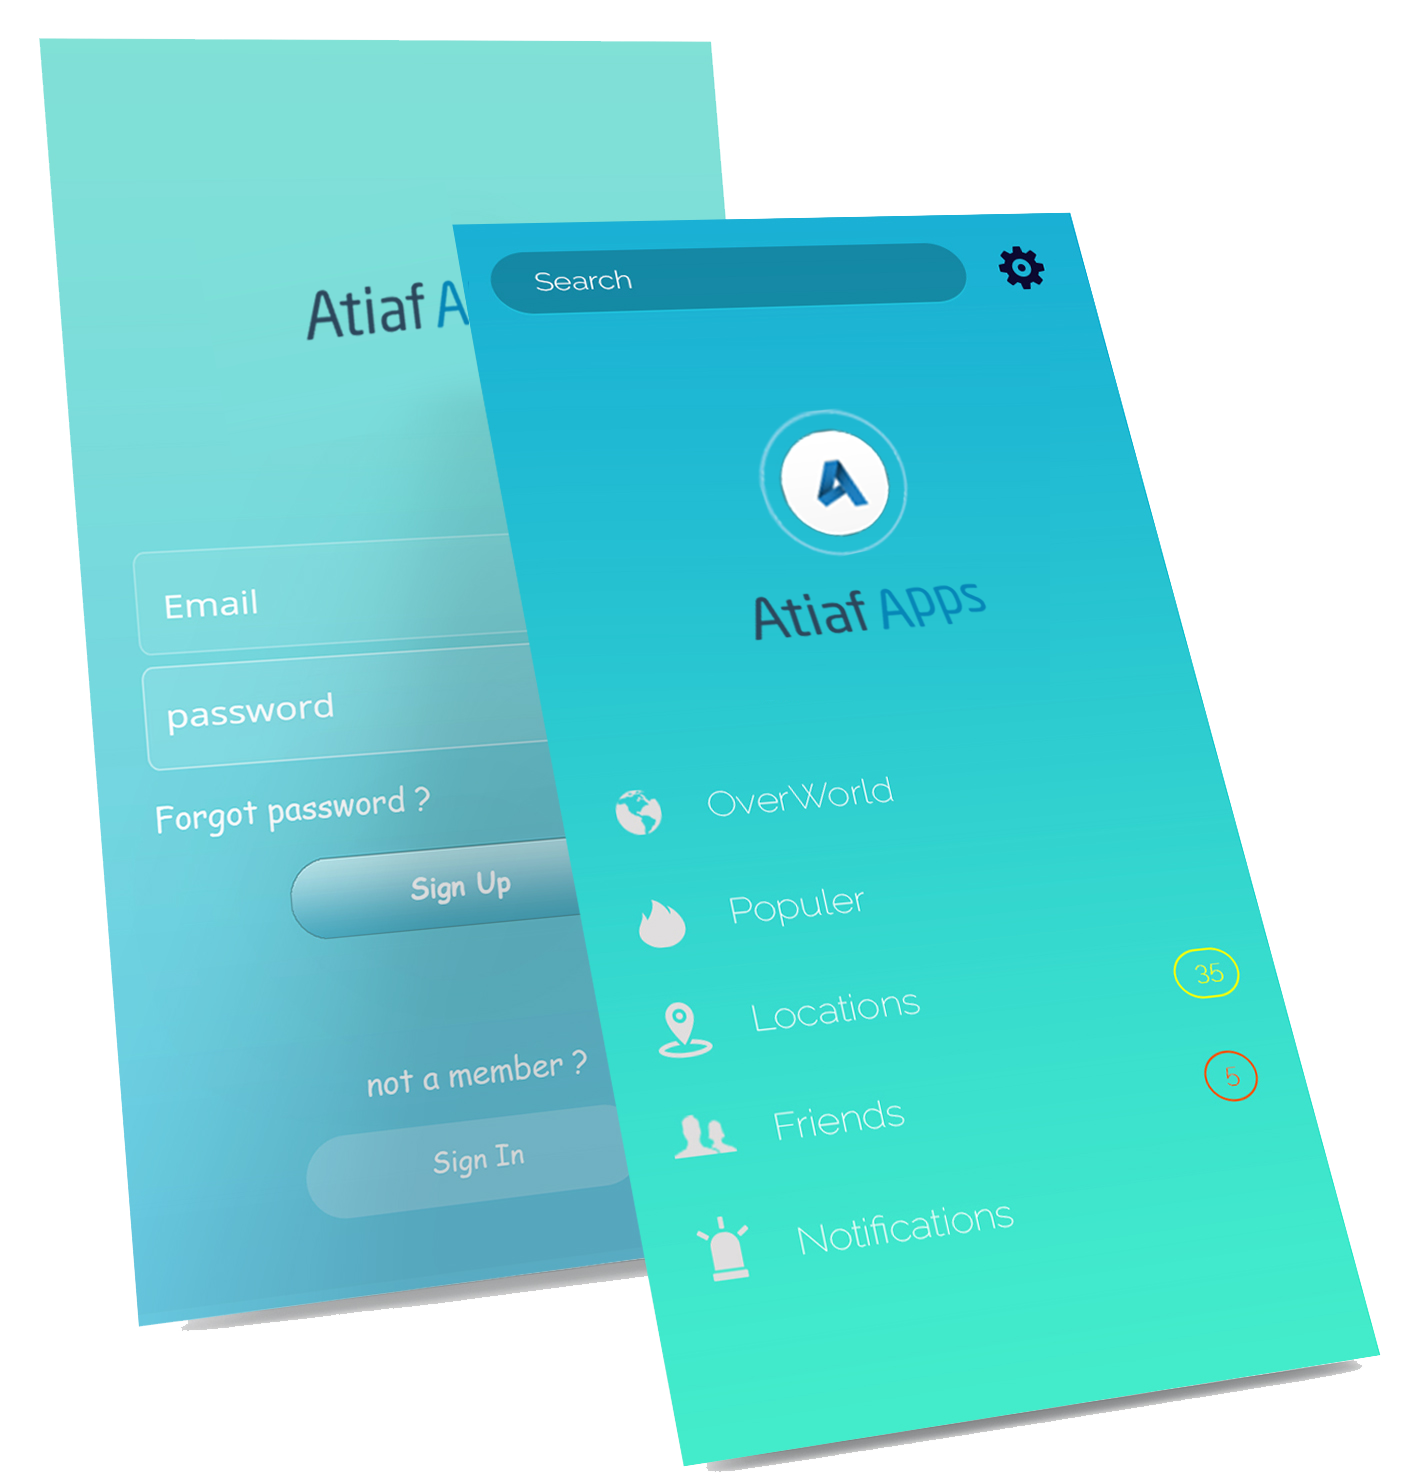 Atiaf A
Email
password
Forgot password ?
Sign Up
not a member ?
Sign In
Search
A
Atiaf Apps
OverWorld
Populer
Locations
35
Friends
5
Notifications